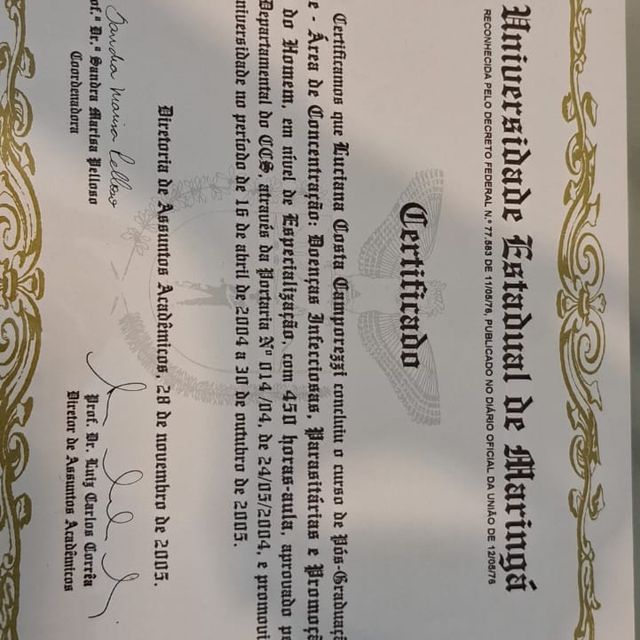 Universidade Estadual de Maringá
RECONHECIDA PELO DECRETO FEDERAL N.º 77.583 DE 11/05/76, PUBLICADO NO DIÁRIO OFICIAL DA UNIÃO DE 12/05/76
Certificado
Certificamos que Luciana Costa Camporezzi concluiu o curso de Pós-Graduaçã
e - Área de Concentração: Doenças Infecciosas, Parasitárias e Promoçã
do Homem, em nível de Especialização, com 450 horas-aula, aprovado p
Departamental do CCS, através da Portaria Nº 014/04, de 24/05/2004, e promovi
niversidade no período de 16 de abril de 2004 a 30 de outubro de 2005.
Diretoria de Assuntos Acadêmicos, 28 de novembro de 2005.
Sandra Marisa Pelloso
of.ª Dr.ª Sandra Marisa Pelloso
Coordenadora
Prof. Dr. Luiz Carlos Corrêa
Diretor de Assuntos Acadêmicos